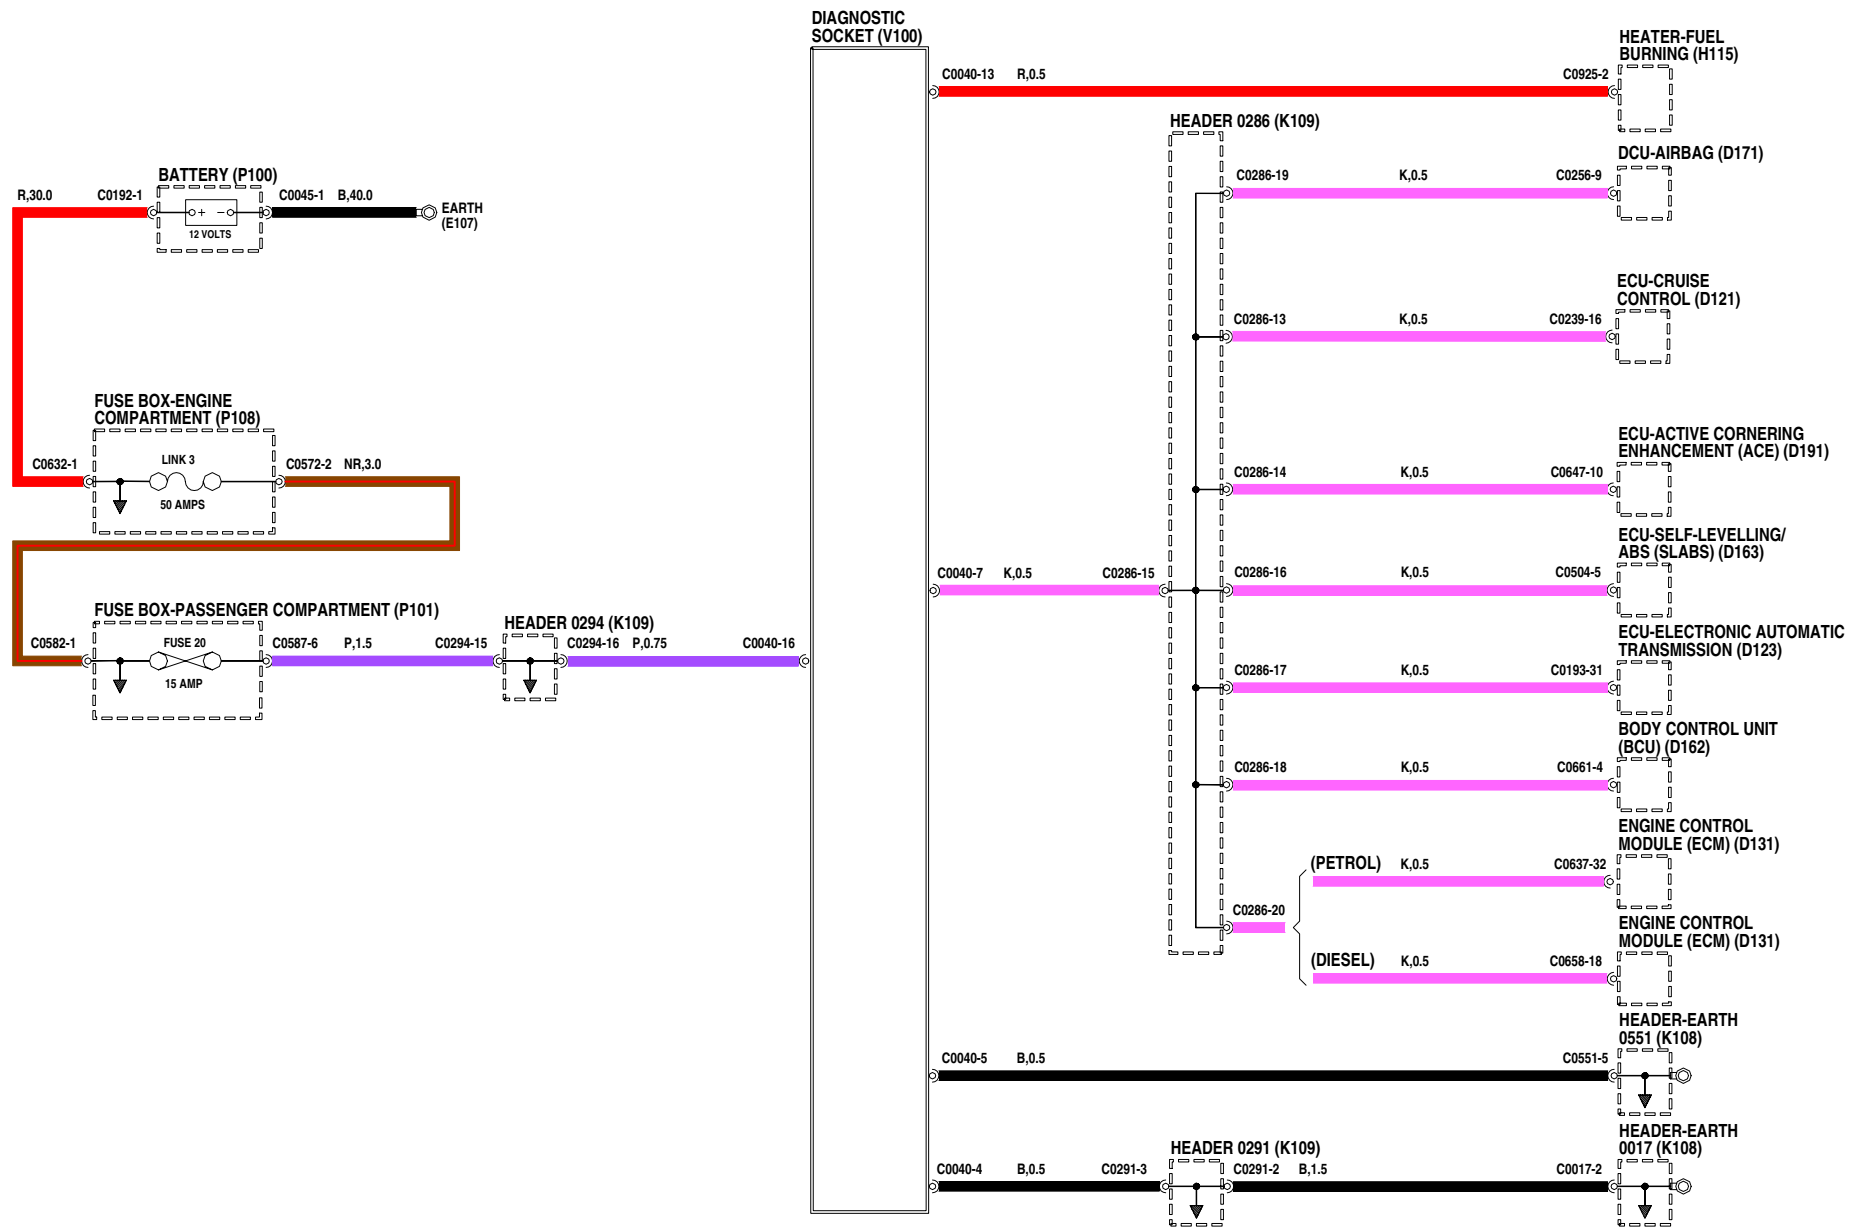 DIAGNOSTIC
SOCKET (V100)
HEATER-FUEL
BURNING (H115)
C0040-13 R,0.5 C0925-2
HEADER 0286 (K109)
DCU-AIRBAG (D171)
C0286-19 K,0.5 C0256-9
BATTERY (P100)
R,30.0 C0192-1 C0045-1 B,40.0
+ −
12 VOLTS
EARTH
(E107)
ECU-CRUISE
CONTROL (D121)
C0286-13 K,0.5 C0239-16
FUSE BOX-ENGINE
COMPARTMENT (P108)
C0632-1 LINK 3 C0572-2 NR,3.0
50 AMPS
ECU-ACTIVE CORNERING
ENHANCEMENT (ACE) (D191)
C0286-14 K,0.5 C0647-10
ECU-SELF-LEVELLING/
ABS (SLABS) (D163)
C0040-7 K,0.5 C0286-15 C0286-16 K,0.5 C0504-5
FUSE BOX-PASSENGER COMPARTMENT (P101)
HEADER 0294 (K109)
C0582-1 FUSE 20 C0587-6 P,1.5 C0294-15 C0294-16 P,0.75 C0040-16
15 AMP
ECU-ELECTRONIC AUTOMATIC
TRANSMISSION (D123)
C0286-17 K,0.5 C0193-31
BODY CONTROL UNIT
(BCU) (D162)
C0286-18 K,0.5 C0661-4
ENGINE CONTROL
MODULE (ECM) (D131)
(PETROL) K,0.5 C0637-32
C0286-20
ENGINE CONTROL
MODULE (ECM) (D131)
(DIESEL) K,0.5 C0658-18
HEADER-EARTH
0551 (K108)
C0040-5 B,0.5 C0551-5
HEADER-EARTH
0017 (K108)
HEADER 0291 (K109)
C0040-4 B,0.5 C0291-3 C0291-2 B,1.5 C0017-2